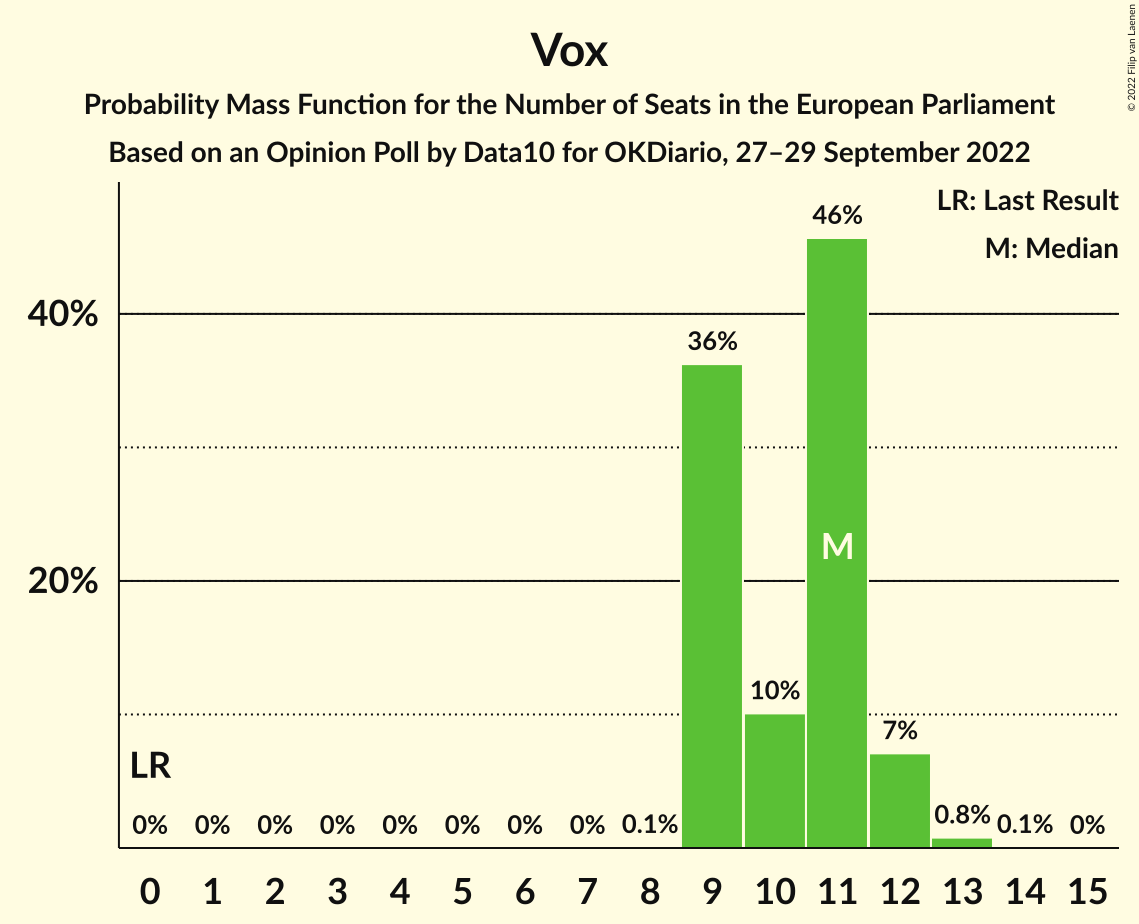 Vox
Probability Mass Function for the Number of Seats in the European Parliament
Based on an Opinion Poll by Data10 for OKDiario, 27–29 September 2022
© 2022 Filip van Laenen
LR: Last Result
M: Median
46%
40%
36%
M
20%
10%
7%
LR
0% 0% 0% 0% 0% 0% 0% 0% 0.1% 0.8% 0.1% 0%
0 1 2 3 4 5 6 7 8 9 10 11 12 13 14 15